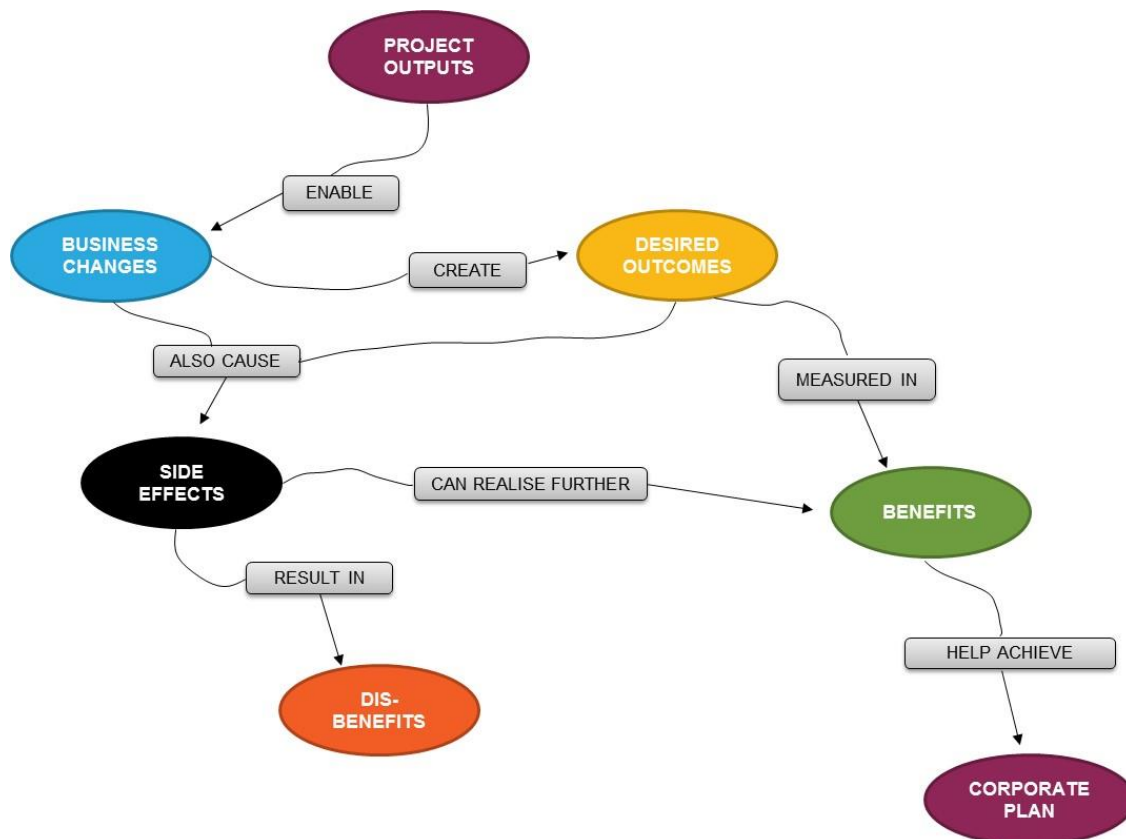 PROJECT
OUTPUTS
ENABLE
BUSINESS
CHANGES
CREATE
DESIRED
OUTCOMES
ALSO CAUSE
MEASURED IN
SIDE
EFFECTS
CAN REALISE FURTHER
BENEFITS
RESULT IN
HELP ACHIEVE
DIS-
BENEFITS
CORPORATE
PLAN